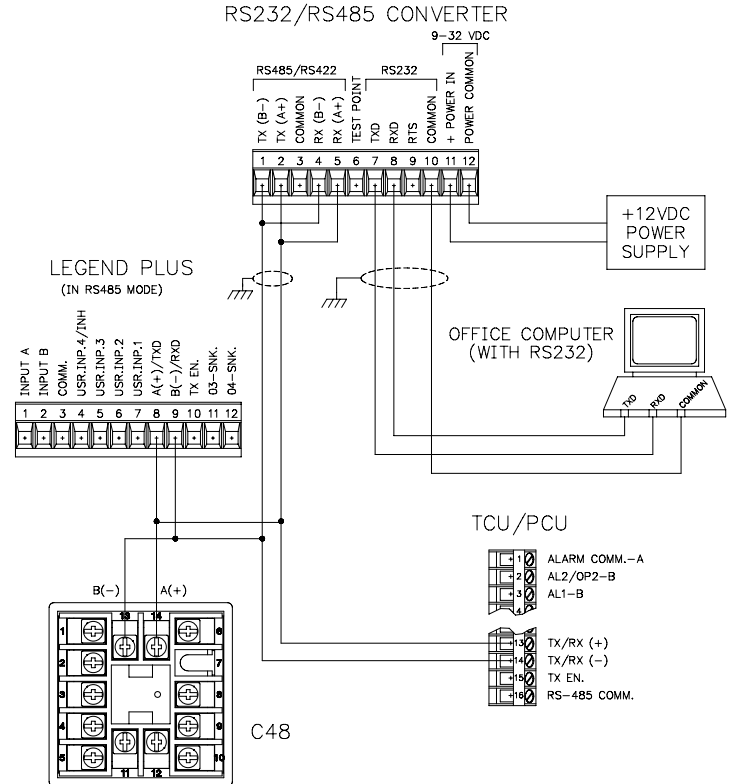 RS232/RS485 CONVERTER
9-32 VDC
RS485/RS422
RS232
TX (B-)
TX (A+)
COMMON
RX (B-)
RX (A+)
TEST POINT
TXD
RXD
RTS
COMMON
+ POWER IN
POWER COMMON
1 2 3 4 5 6 7 8 9 10 11 12
+12VDC
POWER
SUPPLY
LEGEND PLUS
(IN RS485 MODE)
INPUT A
INPUT B
COMM.
USR.INP.4/INH
USR.INP.3
USR.INP.2
USR.INP.1
A(+)/TXD
B(-)/RXD
TX EN.
03-SNK.
04-SNK.
1 2 3 4 5 6 7 8 9 10 11 12
OFFICE COMPUTER
(WITH RS232)
TXD
RXD
COMMON
TCU/PCU
1 ALARM COMM.-A
2 AL2/OP2-B
3 AL1-B
4
13 TX/RX (+)
14 TX/RX (-)
15 TX EN.
16 RS-485 COMM.
B(-) A(+)
13 14
1 6
2 7
3 8
4 9
5 10
11 12
C48